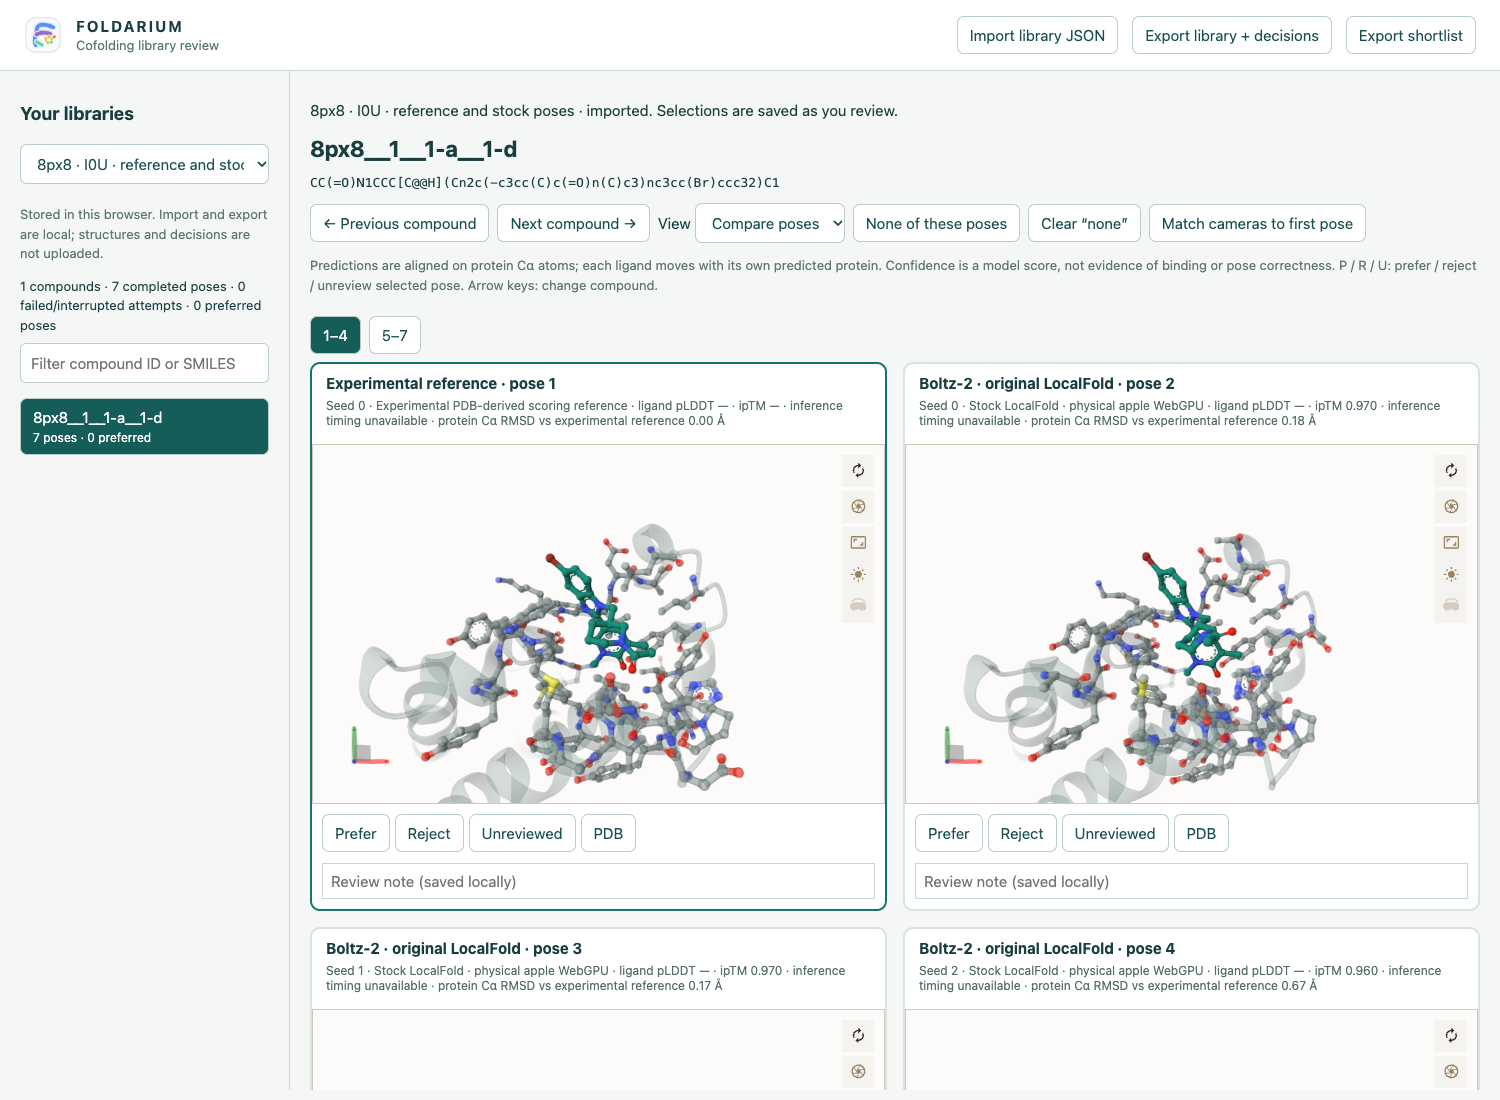 FOLDARIUM
Cofolding library review
Import library JSON
Export library + decisions
Export shortlist
Your libraries
8px8 · I0U · reference and stoc
Stored in this browser. Import and export
are local; structures and decisions are
not uploaded.
1 compounds · 7 completed poses · 0
failed/interrupted attempts · 0 preferred
poses
Filter compound ID or SMILES
8px8__1__1-a__1-d
7 poses · 0 preferred
8px8 · I0U · reference and stock poses · imported. Selections are saved as you review.
8px8__1__1-a__1-d
CC(=O)N1CCC[C@@H](Cn2c(−c3cc(C)c(=O)n(C)c3)nc3cc(Br)ccc32)C1
← Previous compound
Next compound →
View
Compare poses
None of these poses
Clear “none”
Match cameras to first pose
Predictions are aligned on protein Cα atoms; each ligand moves with its own predicted protein. Confidence is a model score, not evidence of binding or pose correctness. P / R / U: prefer / reject
/ unreview selected pose. Arrow keys: change compound.
1–4
5–7
Experimental reference · pose 1
Seed 0 · Experimental PDB-derived scoring reference · ligand pLDDT — · ipTM — · inference
timing unavailable · protein Cα RMSD vs experimental reference 0.00 Å
Prefer
Reject
Unreviewed
PDB
Review note (saved locally)
Boltz-2 · original LocalFold · pose 2
Seed 0 · Stock LocalFold · physical apple WebGPU · ligand pLDDT — · ipTM 0.970 · inference
timing unavailable · protein Cα RMSD vs experimental reference 0.18 Å
Prefer
Reject
Unreviewed
PDB
Review note (saved locally)
Boltz-2 · original LocalFold · pose 3
Seed 1 · Stock LocalFold · physical apple WebGPU · ligand pLDDT — · ipTM 0.970 · inference
timing unavailable · protein Cα RMSD vs experimental reference 0.17 Å
Boltz-2 · original LocalFold · pose 4
Seed 2 · Stock LocalFold · physical apple WebGPU · ligand pLDDT — · ipTM 0.960 · inference
timing unavailable · protein Cα RMSD vs experimental reference 0.67 Å